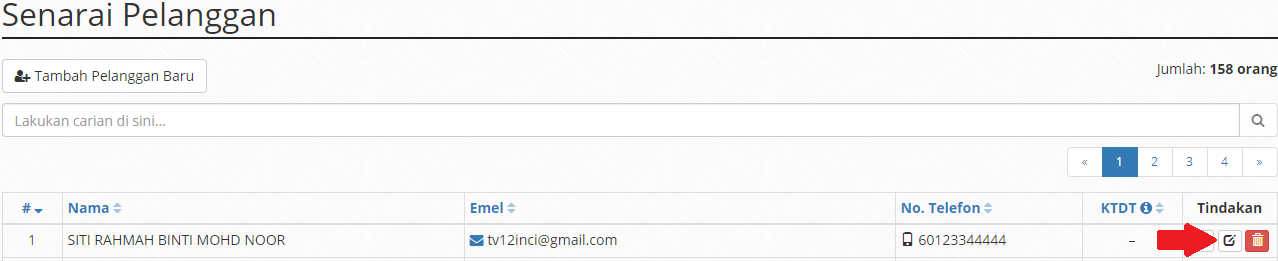 Senarai Pelanggan
Tambah Pelanggan Baru
Jumlah: 158 orang
Lakukan carian di sini...
« 1 2 3 4 »
# Nama Emel No. Telefon KTDT Tindakan
1 SITI RAHMAH BINTI MOHD NOOR tv12inci@gmail.com 60123344444 –